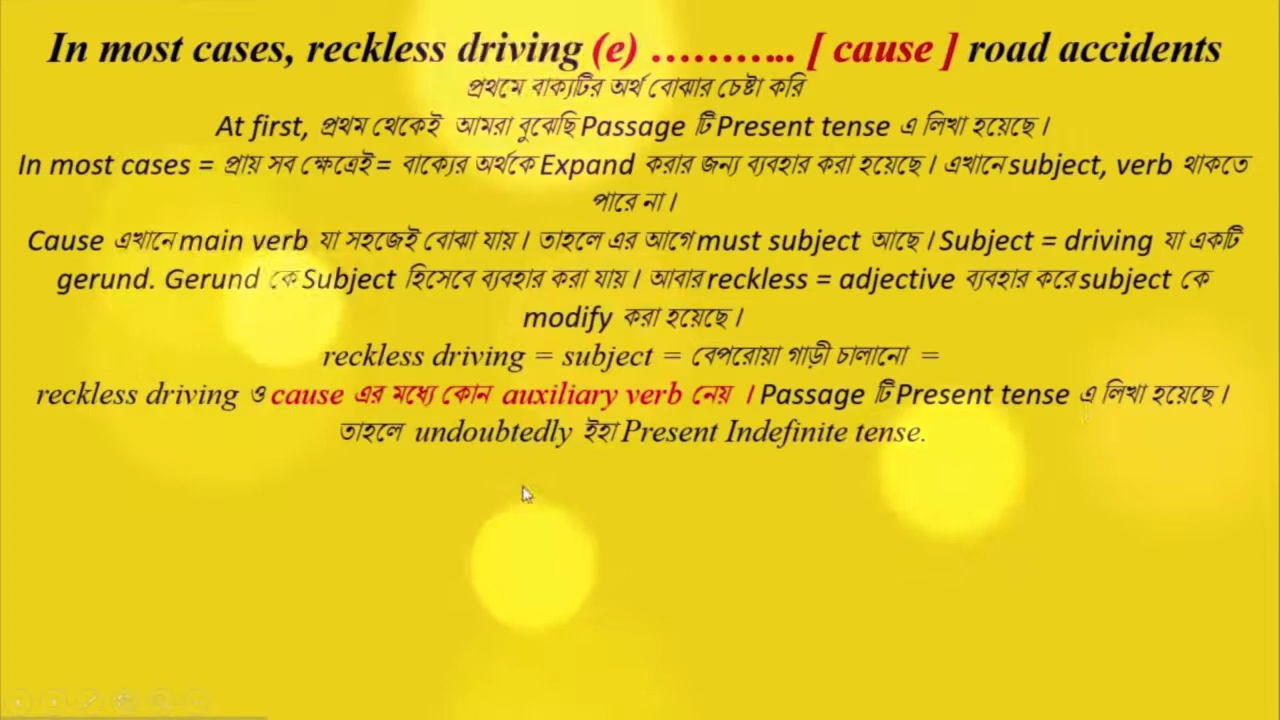 In most cases, reckless driving (e) ……….. [ cause ] road accidents
প্রথমে বাক্যটির অর্থ বোঝার চেষ্টা করি
At first, প্রথম থেকেই আমরা বুঝেছি Passage টি Present tense এ লিখা হয়েছে।
In most cases = প্রায় সব ক্ষেত্রেই = বাক্যের অর্থকে Expand করার জন্য ব্যবহার করা হয়েছে। এখানে subject, verb থাকতে
পারে না।
Cause এখানে main verb যা সহজেই বোঝা যায়। তাহলে এর আগে must subject আছে। Subject = driving যা একটি
gerund. Gerund কে Subject হিসেবে ব্যবহার করা যায়। আবার reckless = adjective ব্যবহার করে subject কে
modify করা হয়েছে।
reckless driving = subject = বেপরোয়া গাড়ী চালানো =
reckless driving ও cause এর মধ্যে কোন auxiliary verb নেয় । Passage টি Present tense এ লিখা হয়েছে।
তাহলে undoubtedly ইহা Present Indefinite tense.